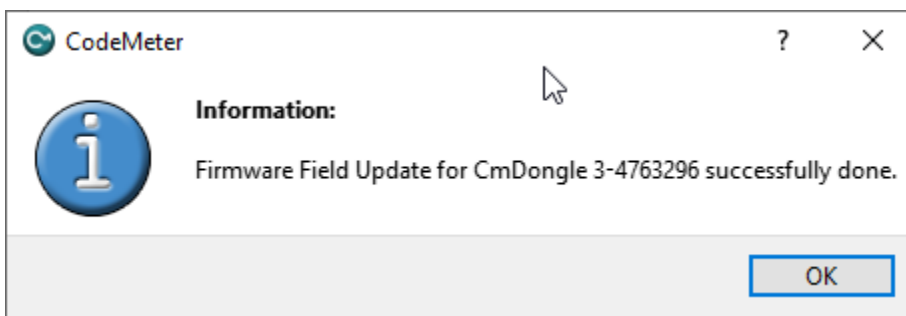 CodeMeter
?
Information:
Firmware Field Update for CmDongle 3-4763296 successfully done.
OK